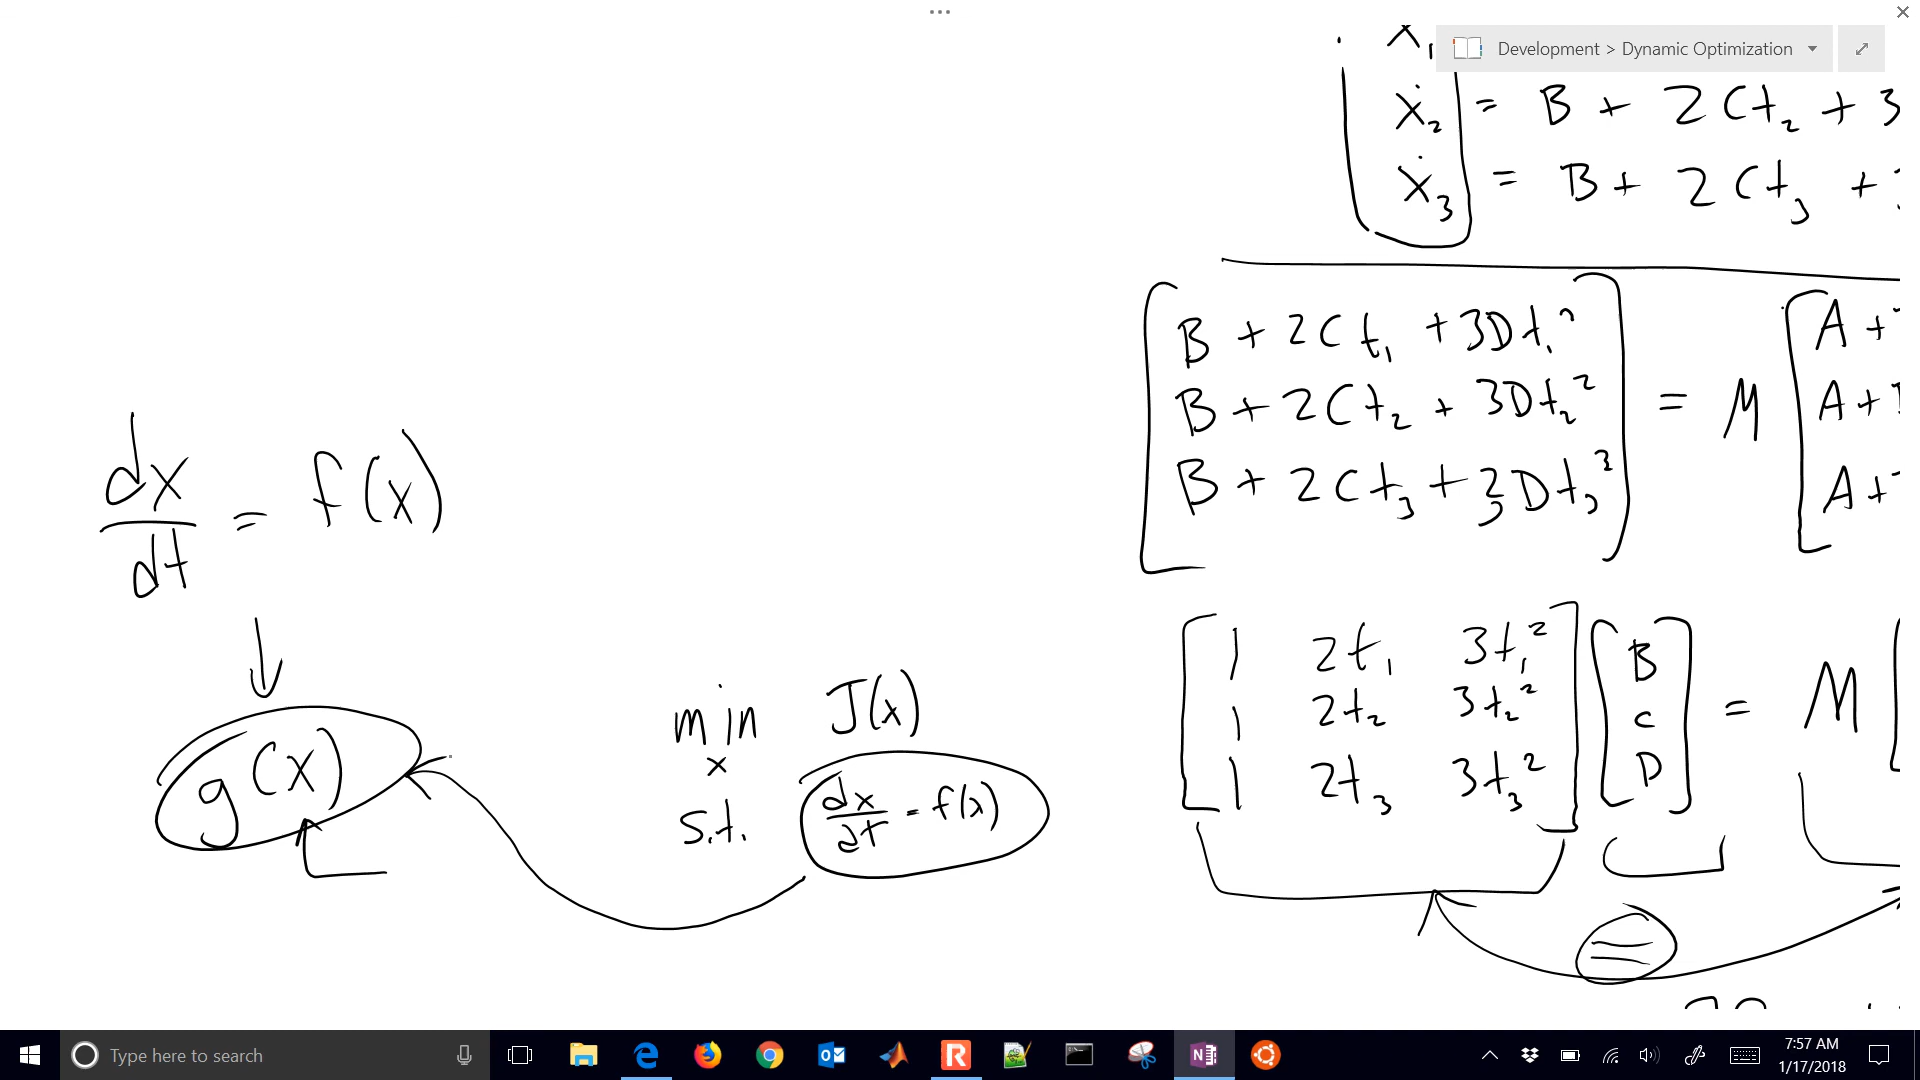 Development > Dynamic Optimization
ẋ₂ = B + 2Ct₂ + 3
ẋ₃ = B + 2Ct₃ +
B + 2Ct₁ + 3Dt₁²
B + 2Ct₂ + 3Dt₂²
B + 2Ct₃ + 3Dt₃²
= M
A +
A +
A +
dx/dt = f(x)
g(x)
min J(x)
x
s.t. dx/dt = f(x)
1 2t₁ 3t₁²
1 2t₂ 3t₂²
1 2t₃ 3t₃²
B
C
D
= M
=
Type here to search
7:57 AM
1/17/2018